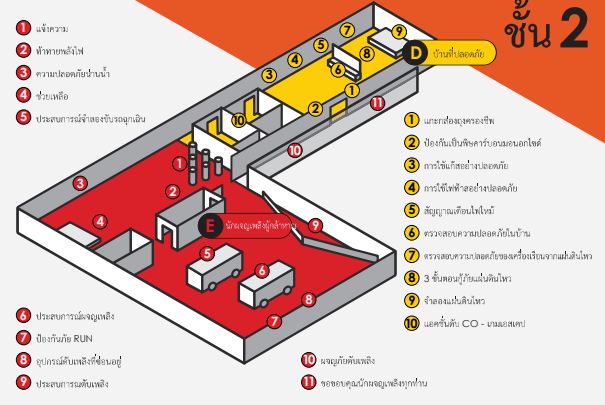 ชั้น 2
1 แจ้งความ
2 ท้าทายพลังไฟ
3 ความปลอดภัยน่านน้ำ
4 ช่วยเหลือ
5 ประสบการณ์จำลองขับรถฉุกเฉิน
D บ้านที่ปลอดภัย
1 แกะกล่องถุงครองชีพ
2 ป้องกันเป็นพิษคาร์บอนมอนอกไซด์
3 การใช้แก๊สอย่างปลอดภัย
4 การใช้ไฟฟ้าสอย่างปลอดภัย
5 สัญญาณเตือนไฟไหม้
6 ตรวจสอบความปลอดภัยในบ้าน
7 ตรวจสอบความปลอดภัยของเครื่องเรือนจากแผ่นดินไหว
8 3 ขั้นตอนกู้ภัยแผ่นดินไหว
9 จำลองแผ่นดินไหว
10 แอคชั่นดับ CO - เกมเอสเคป
E นักผจญเพลิงผู้กล้าหาญ
6 ประสบการณ์ผจญเพลิง
7 ป้องกันภัย RUN
8 อุปกรณ์ดับเพลิงที่ซ่อนอยู่
9 ประสบการณดับเพลิง
10 ผจญภัยดับเพลิง
11 ขอขอบคุณนักผจญเพลิงทุกท่าน